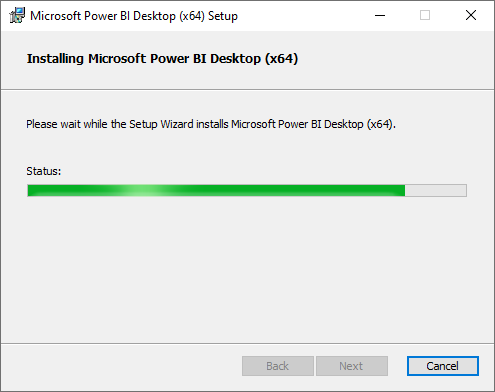 Microsoft Power BI Desktop (x64) Setup
Installing Microsoft Power BI Desktop (x64)
Please wait while the Setup Wizard installs Microsoft Power BI Desktop (x64).
Status:
Back Next Cancel